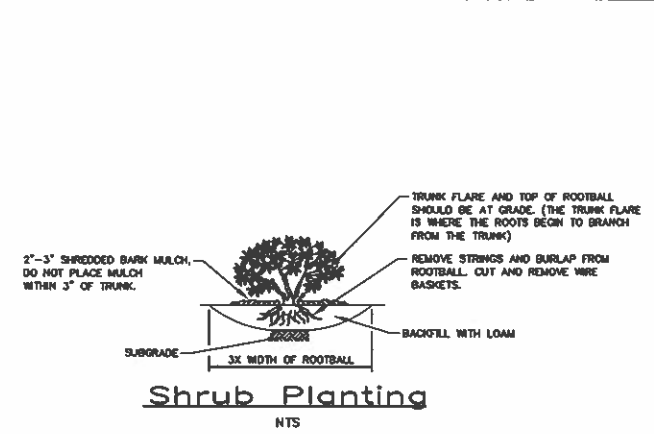 TRUNK FLARE AND TOP OF ROOTBALL
SHOULD BE AT GRADE. (THE TRUNK FLARE
IS WHERE THE ROOTS BEGIN TO BRANCH
FROM THE TRUNK)
2"-3" SHREDDED BARK MULCH,
DO NOT PLACE MULCH
WITHIN 3" OF TRUNK.
REMOVE STRINGS AND BURLAP FROM
ROOTBALL. CUT AND REMOVE WIRE
BASKETS.
BACKFILL WITH LOAM
SUBGRADE
3X WIDTH OF ROOTBALL
Shrub Planting
NTS